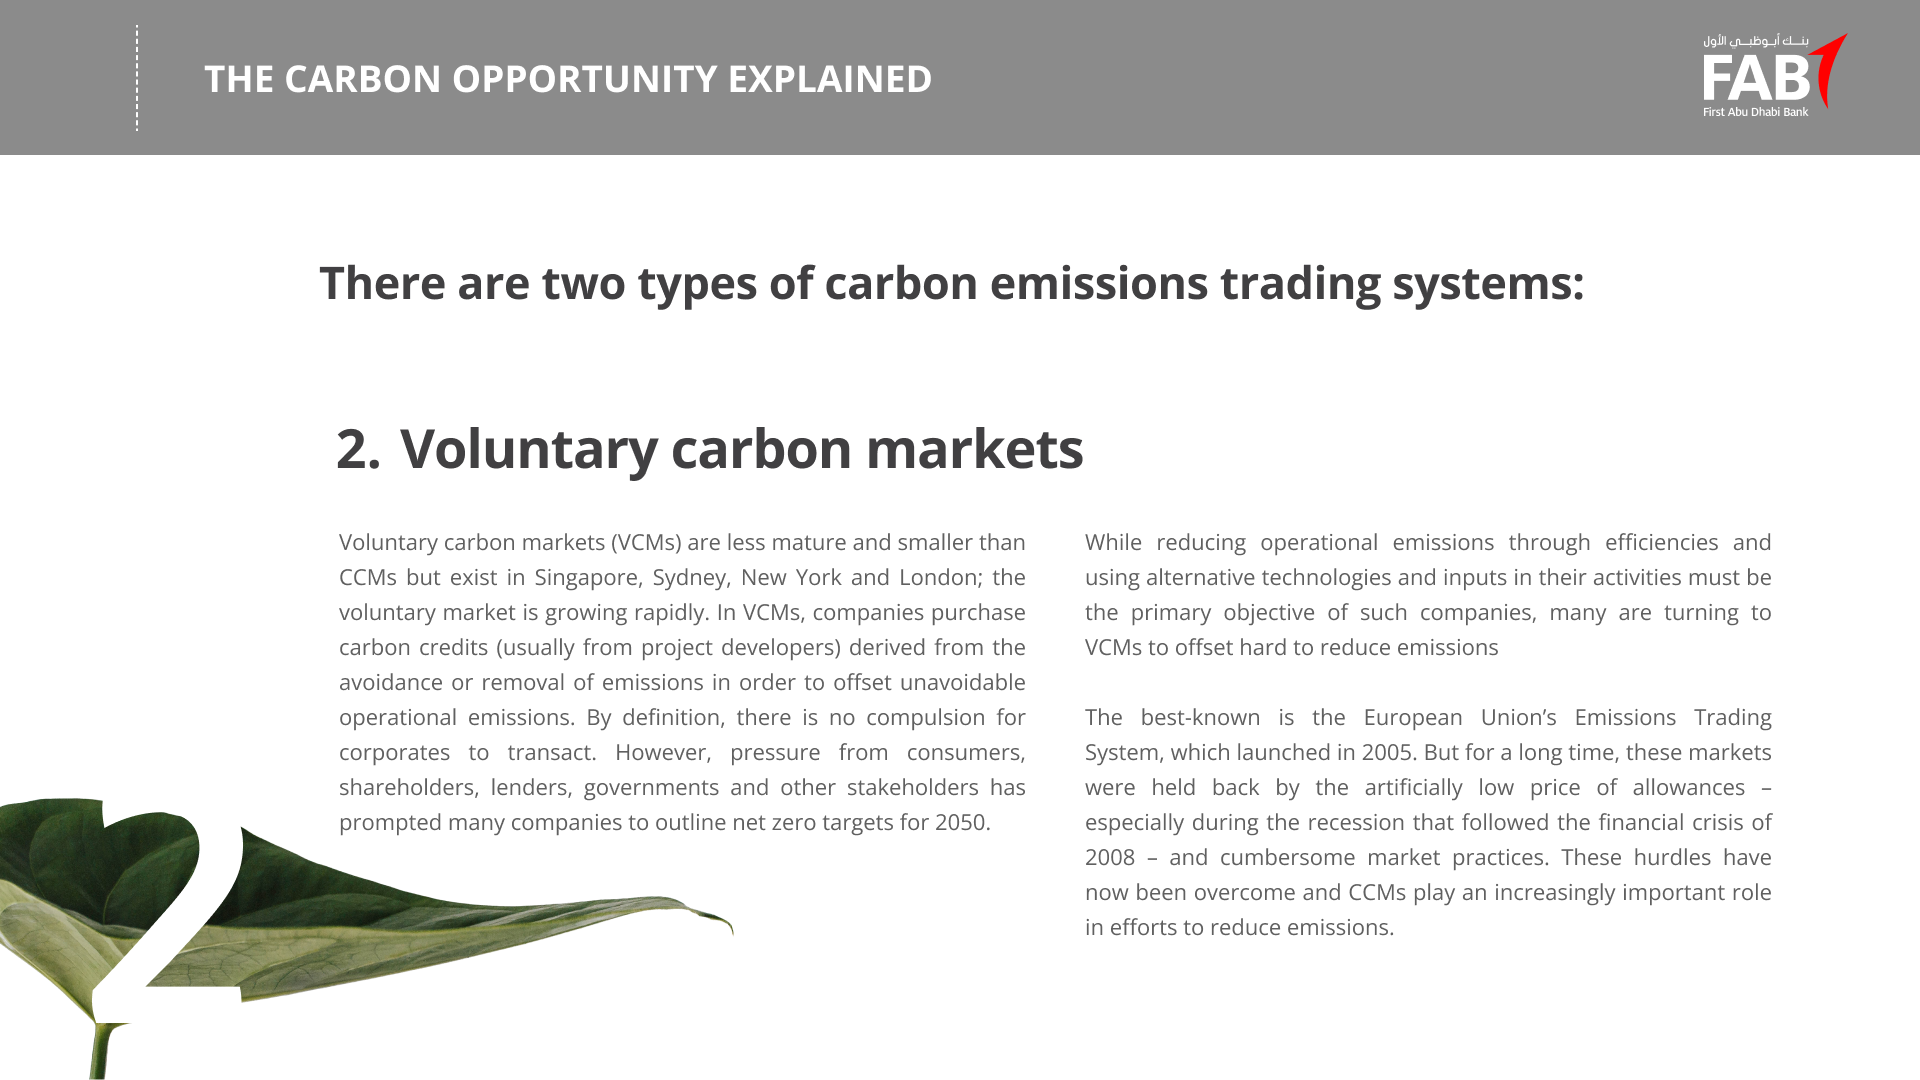 THE CARBON OPPORTUNITY EXPLAINED
بنك أبوظبي الأول
FAB
First Abu Dhabi Bank
There are two types of carbon emissions trading systems:
2. Voluntary carbon markets
Voluntary carbon markets (VCMs) are less mature and smaller than
CCMs but exist in Singapore, Sydney, New York and London; the
voluntary market is growing rapidly. In VCMs, companies purchase
carbon credits (usually from project developers) derived from the
avoidance or removal of emissions in order to offset unavoidable
operational emissions. By definition, there is no compulsion for
corporates to transact. However, pressure from consumers,
shareholders, lenders, governments and other stakeholders has
prompted many companies to outline net zero targets for 2050.
While reducing operational emissions through efficiencies and
using alternative technologies and inputs in their activities must be
the primary objective of such companies, many are turning to
VCMs to offset hard to reduce emissions
The best-known is the European Union’s Emissions Trading
System, which launched in 2005. But for a long time, these markets
were held back by the artificially low price of allowances –
especially during the recession that followed the financial crisis of
2008 – and cumbersome market practices. These hurdles have
now been overcome and CCMs play an increasingly important role
in efforts to reduce emissions.
2